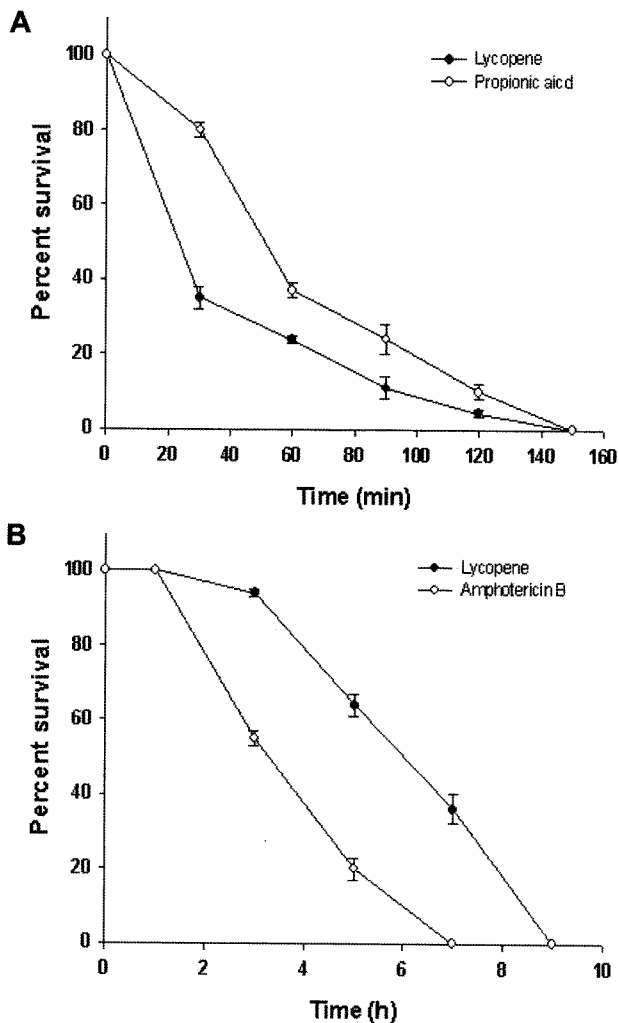 A
Percent survival
100
80
60
40
20
0
Lycopene
Propionic aicd
0 20 40 60 80 100 120 140 160
Time (min)
B
Percent survival
100
80
60
40
20
0
Lycopene
Amphotericin B
0 2 4 6 8 10
Time (h)